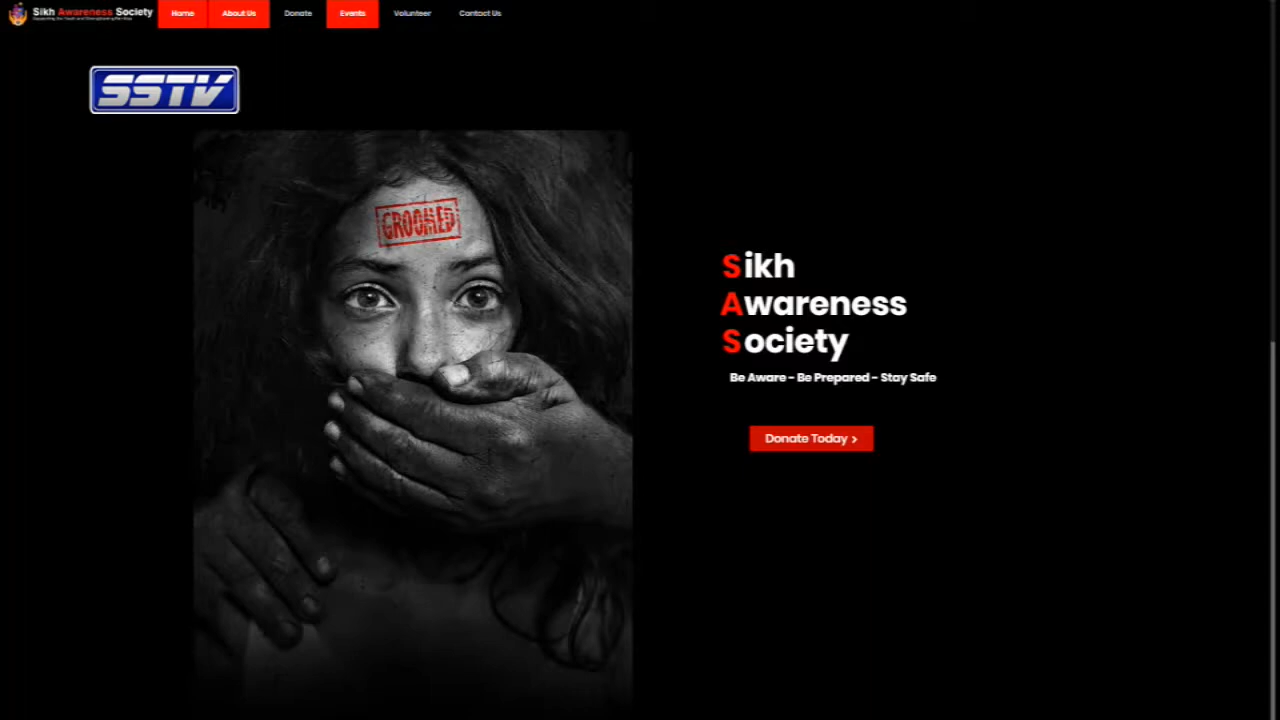 Sikh Awareness Society
Home
About Us
Donate
Events
Volunteer
Contact Us
SSTV
GROOMED
Sikh
Awareness
Society
Be Aware - Be Prepared - Stay Safe
Donate Today >